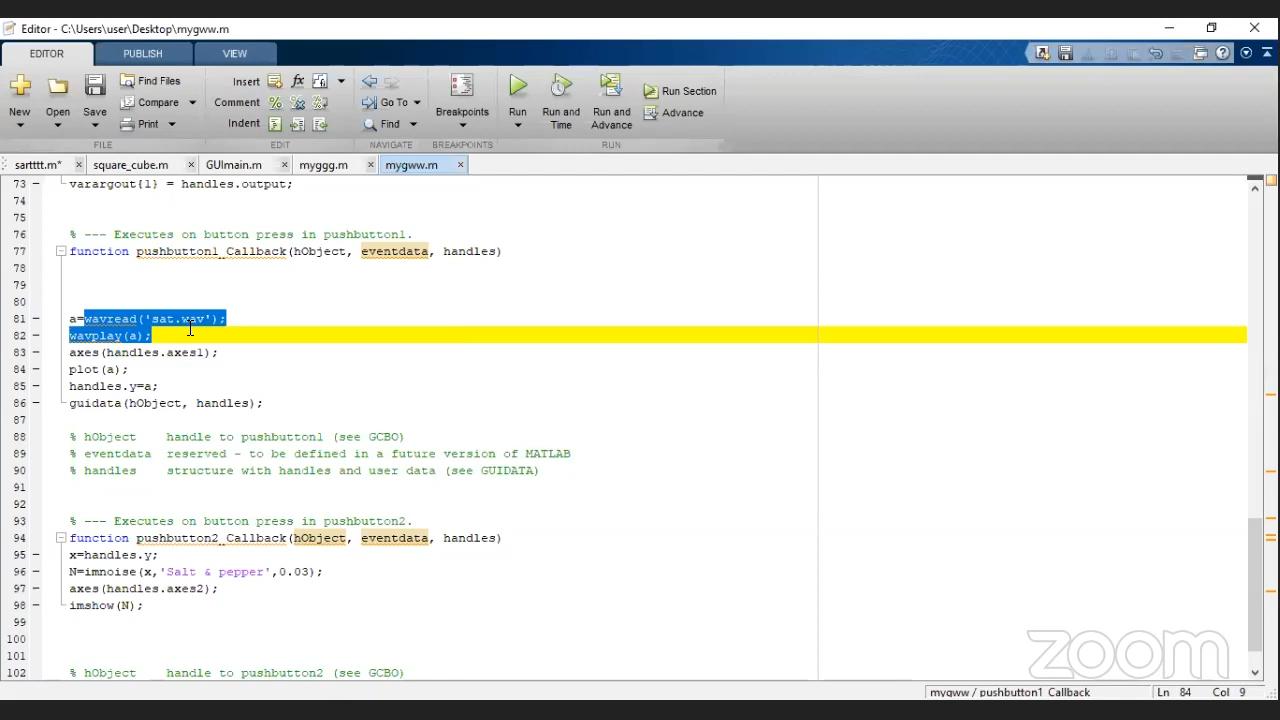 Editor - C:\Users\user\Desktop\mygww.m
EDITOR PUBLISH VIEW
New Open Save Find Files Compare Print Insert Comment Indent Go To Find Breakpoints Run Run and Time Run and Advance Run Section Advance
FILE EDIT NAVIGATE BREAKPOINTS RUN
sartttt.m* square_cube.m GUImain.m myggg.m mygww.m
73 varargout{1} = handles.output;
74
75
76 % --- Executes on button press in pushbutton1.
77 function pushbutton1_Callback(hObject, eventdata, handles)
78
79
80
81 a=wavread('sat.wav');
82 wavplay(a);
83 axes(handles.axes1);
84 plot(a);
85 handles.y=a;
86 guidata(hObject, handles);
87
88 % hObject    handle to pushbutton1 (see GCBO)
89 % eventdata  reserved - to be defined in a future version of MATLAB
90 % handles    structure with handles and user data (see GUIDATA)
91
92
93 % --- Executes on button press in pushbutton2.
94 function pushbutton2_Callback(hObject, eventdata, handles)
95 x=handles.y;
96 N=imnoise(x,'Salt & pepper',0.03);
97 axes(handles.axes2);
98 imshow(N);
99
100
101
102 % hObject    handle to pushbutton2 (see GCBO)
zoom
mygww / pushbutton1_Callback Ln 84 Col 9